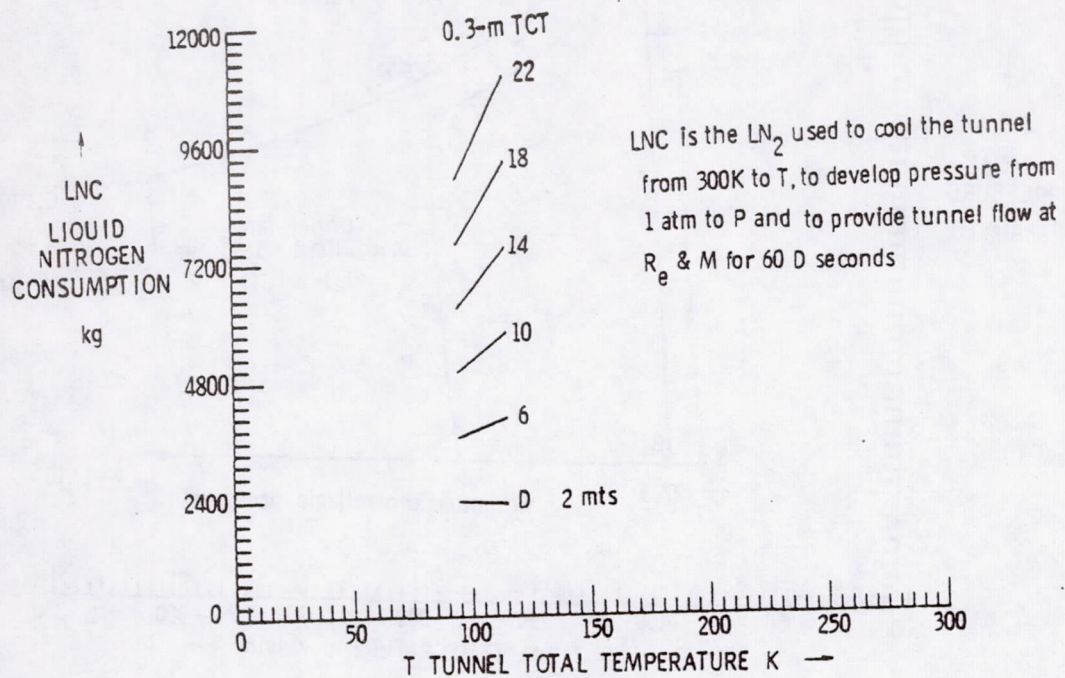 0.3-m TCT
12000
9600
7200
4800
2400
0
LNC
LIQUID
NITROGEN
CONSUMPTION
kg
22
18
14
10
6
D 2 mts
LNC is the LN2 used to cool the tunnel
from 300K to T, to develop pressure from
1 atm to P and to provide tunnel flow at
Re & M for 60 D seconds
0 50 100 150 200 250 300
T TUNNEL TOTAL TEMPERATURE K →